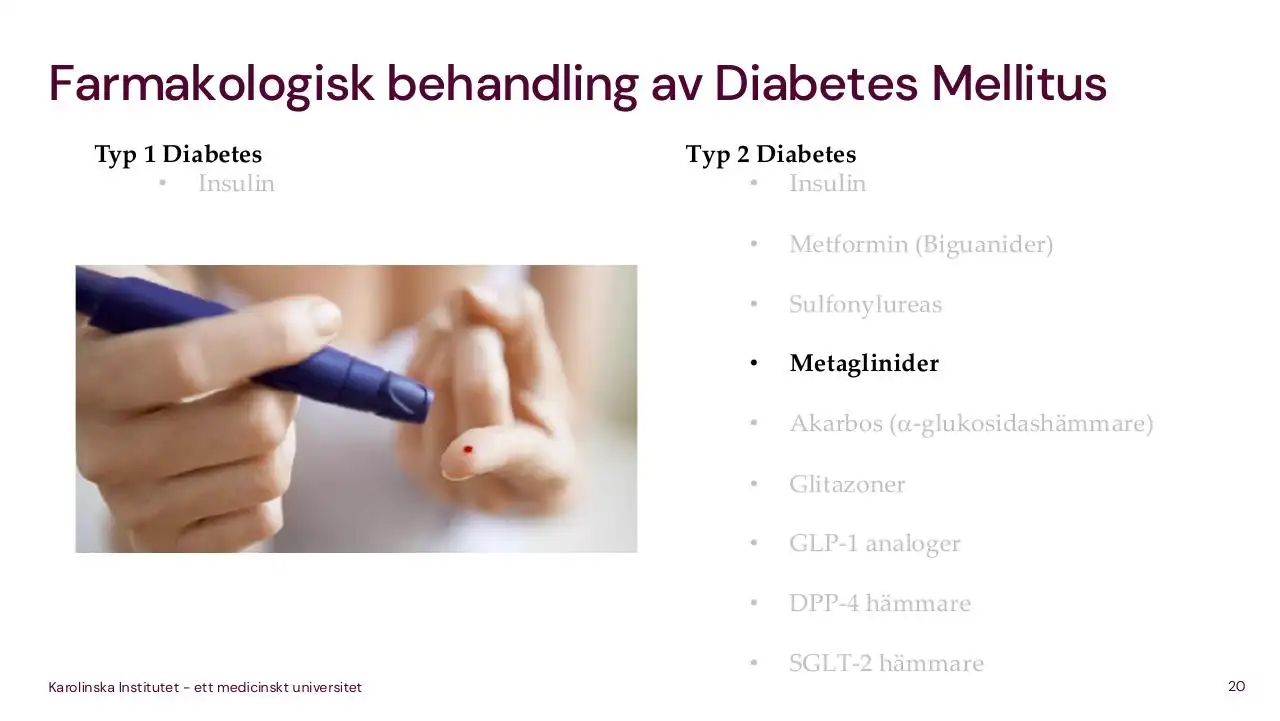 Farmakologisk behandling av Diabetes Mellitus
Typ 1 Diabetes
• Insulin
Typ 2 Diabetes
• Insulin
• Metformin (Biguanider)
• Sulfonylureas
• Metaglinider
• Akarbos (α-glukosidashämmare)
• Glitazoner
• GLP-1 analoger
• DPP-4 hämmare
• SGLT-2 hämmare
Karolinska Institutet - ett medicinskt universitet
20